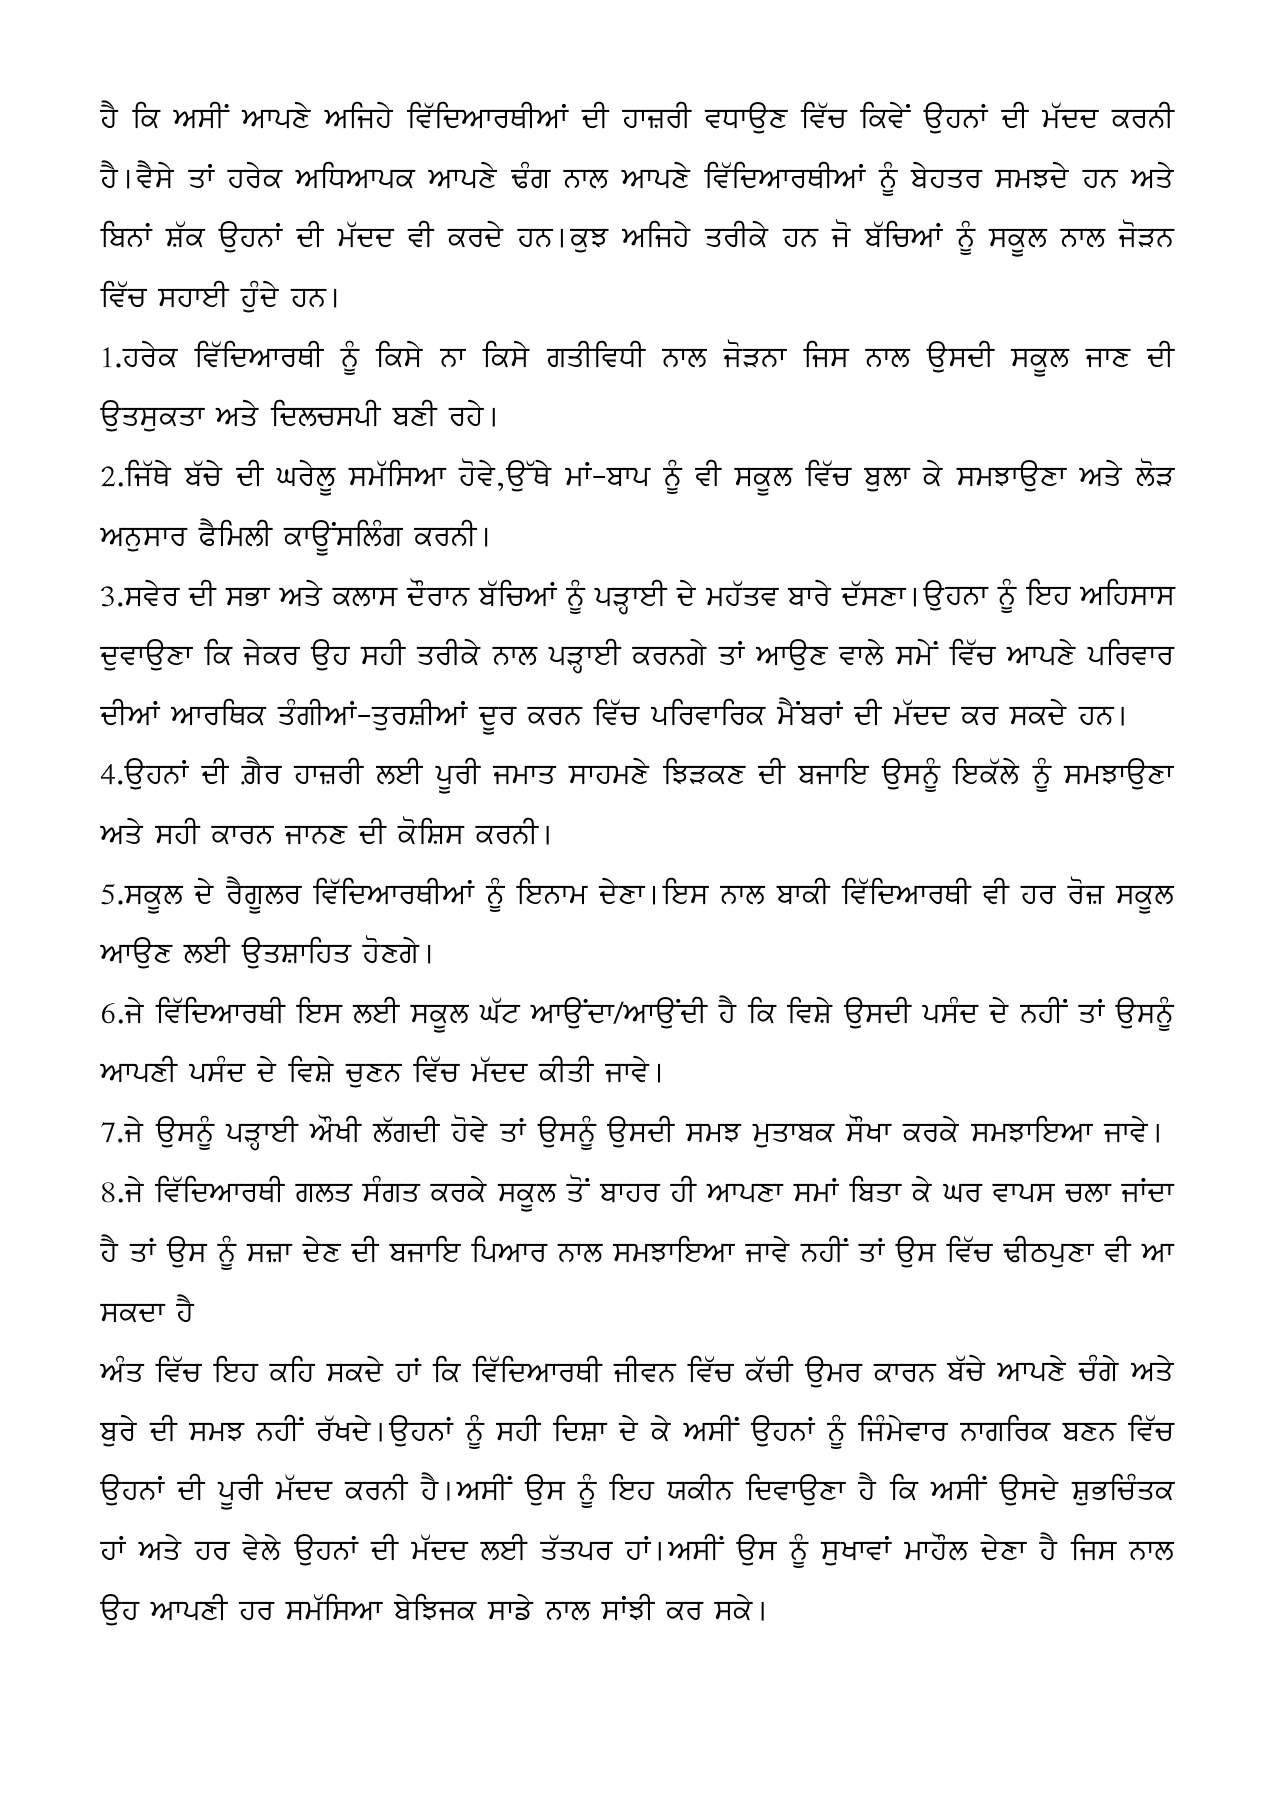 ਹੈ ਕਿ ਅਸੀਂ ਆਪਣੇ ਅਜਿਹੇ ਵਿੱਦਿਆਰਥੀਆਂ ਦੀ ਹਾਜ਼ਰੀ ਵਧਾਉਣ ਵਿੱਚ ਕਿਵੇਂ ਉਹਨਾਂ ਦੀ ਮੱਦਦ ਕਰਨੀ
ਹੈ।ਵੈਸੇ ਤਾਂ ਹਰੇਕ ਅਧਿਆਪਕ ਆਪਣੇ ਢੰਗ ਨਾਲ ਆਪਣੇ ਵਿੱਦਿਆਰਥੀਆਂ ਨੂੰ ਬੇਹਤਰ ਸਮਝਦੇ ਹਨ ਅਤੇ
ਬਿਨਾਂ ਸ਼ੱਕ ਉਹਨਾਂ ਦੀ ਮੱਦਦ ਵੀ ਕਰਦੇ ਹਨ।ਕੁਝ ਅਜਿਹੇ ਤਰੀਕੇ ਹਨ ਜੋ ਬੱਚਿਆਂ ਨੂੰ ਸਕੂਲ ਨਾਲ ਜੋੜਨ
ਵਿੱਚ ਸਹਾਈ ਹੁੰਦੇ ਹਨ।
1.ਹਰੇਕ ਵਿੱਦਿਆਰਥੀ ਨੂੰ ਕਿਸੇ ਨਾ ਕਿਸੇ ਗਤੀਵਿਧੀ ਨਾਲ ਜੋੜਨਾ ਜਿਸ ਨਾਲ ਉਸਦੀ ਸਕੂਲ ਜਾਣ ਦੀ
ਉਤਸੁਕਤਾ ਅਤੇ ਦਿਲਚਸਪੀ ਬਣੀ ਰਹੇ।
2.ਜਿੱਥੇ ਬੱਚੇ ਦੀ ਘਰੇਲੂ ਸਮੱਸਿਆ ਹੋਵੇ,ਉੱਥੇ ਮਾਂ-ਬਾਪ ਨੂੰ ਵੀ ਸਕੂਲ ਵਿੱਚ ਬੁਲਾ ਕੇ ਸਮਝਾਉਣਾ ਅਤੇ ਲੋੜ
ਅਨੁਸਾਰ ਫੈਮਿਲੀ ਕਾਊਂਸਲਿੰਗ ਕਰਨੀ।
3.ਸਵੇਰ ਦੀ ਸਭਾ ਅਤੇ ਕਲਾਸ ਦੌਰਾਨ ਬੱਚਿਆਂ ਨੂੰ ਪੜ੍ਹਾਈ ਦੇ ਮਹੱਤਵ ਬਾਰੇ ਦੱਸਣਾ।ਉਹਨਾ ਨੂੰ ਇਹ ਅਹਿਸਾਸ
ਦੁਵਾਉਣਾ ਕਿ ਜੇਕਰ ਉਹ ਸਹੀ ਤਰੀਕੇ ਨਾਲ ਪੜ੍ਹਾਈ ਕਰਨਗੇ ਤਾਂ ਆਉਣ ਵਾਲੇ ਸਮੇਂ ਵਿੱਚ ਆਪਣੇ ਪਰਿਵਾਰ
ਦੀਆਂ ਆਰਥਿਕ ਤੰਗੀਆਂ-ਤੁਰਸ਼ੀਆਂ ਦੂਰ ਕਰਨ ਵਿੱਚ ਪਰਿਵਾਰਿਕ ਮੈਂਬਰਾਂ ਦੀ ਮੱਦਦ ਕਰ ਸਕਦੇ ਹਨ।
4.ਉਹਨਾਂ ਦੀ ਗ਼ੈਰ ਹਾਜ਼ਰੀ ਲਈ ਪੂਰੀ ਜਮਾਤ ਸਾਹਮਣੇ ਝਿੜਕਣ ਦੀ ਬਜਾਇ ਉਸਨੂੰ ਇਕੱਲੇ ਨੂੰ ਸਮਝਾਉਣਾ
ਅਤੇ ਸਹੀ ਕਾਰਨ ਜਾਨਣ ਦੀ ਕੋਸ਼ਿਸ ਕਰਨੀ।
5.ਸਕੂਲ ਦੇ ਰੈਗੂਲਰ ਵਿੱਦਿਆਰਥੀਆਂ ਨੂੰ ਇਨਾਮ ਦੇਣਾ।ਇਸ ਨਾਲ ਬਾਕੀ ਵਿੱਦਿਆਰਥੀ ਵੀ ਹਰ ਰੋਜ਼ ਸਕੂਲ
ਆਉਣ ਲਈ ਉਤਸ਼ਾਹਿਤ ਹੋਣਗੇ।
6.ਜੇ ਵਿੱਦਿਆਰਥੀ ਇਸ ਲਈ ਸਕੂਲ ਘੱਟ ਆਉਂਦਾ/ਆਉਂਦੀ ਹੈ ਕਿ ਵਿਸ਼ੇ ਉਸਦੀ ਪਸੰਦ ਦੇ ਨਹੀਂ ਤਾਂ ਉਸਨੂੰ
ਆਪਣੀ ਪਸੰਦ ਦੇ ਵਿਸ਼ੇ ਚੁਣਨ ਵਿੱਚ ਮੱਦਦ ਕੀਤੀ ਜਾਵੇ।
7.ਜੇ ਉਸਨੂੰ ਪੜ੍ਹਾਈ ਔਖੀ ਲੱਗਦੀ ਹੋਵੇ ਤਾਂ ਉਸਨੂੰ ਉਸਦੀ ਸਮਝ ਮੁਤਾਬਕ ਸੌਖਾ ਕਰਕੇ ਸਮਝਾਇਆ ਜਾਵੇ।
8.ਜੇ ਵਿੱਦਿਆਰਥੀ ਗਲਤ ਸੰਗਤ ਕਰਕੇ ਸਕੂਲ ਤੋਂ ਬਾਹਰ ਹੀ ਆਪਣਾ ਸਮਾਂ ਬਿਤਾ ਕੇ ਘਰ ਵਾਪਸ ਚਲਾ ਜਾਂਦਾ
ਹੈ ਤਾਂ ਉਸ ਨੂੰ ਸਜ਼ਾ ਦੇਣ ਦੀ ਬਜਾਇ ਪਿਆਰ ਨਾਲ ਸਮਝਾਇਆ ਜਾਵੇ ਨਹੀਂ ਤਾਂ ਉਸ ਵਿੱਚ ਢੀਠਪੁਣਾ ਵੀ ਆ
ਸਕਦਾ ਹੈ
ਅੰਤ ਵਿੱਚ ਇਹ ਕਹਿ ਸਕਦੇ ਹਾਂ ਕਿ ਵਿੱਦਿਆਰਥੀ ਜੀਵਨ ਵਿੱਚ ਕੱਚੀ ਉਮਰ ਕਾਰਨ ਬੱਚੇ ਆਪਣੇ ਚੰਗੇ ਅਤੇ
ਬੁਰੇ ਦੀ ਸਮਝ ਨਹੀਂ ਰੱਖਦੇ।ਉਹਨਾਂ ਨੂੰ ਸਹੀ ਦਿਸ਼ਾ ਦੇ ਕੇ ਅਸੀਂ ਉਹਨਾਂ ਨੂੰ ਜਿੰਮੇਵਾਰ ਨਾਗਰਿਕ ਬਣਨ ਵਿੱਚ
ਉਹਨਾਂ ਦੀ ਪੂਰੀ ਮੱਦਦ ਕਰਨੀ ਹੈ।ਅਸੀਂ ਉਸ ਨੂੰ ਇਹ ਯਕੀਨ ਦਿਵਾਉਣਾ ਹੈ ਕਿ ਅਸੀਂ ਉਸਦੇ ਸ਼ੁਭਚਿੰਤਕ
ਹਾਂ ਅਤੇ ਹਰ ਵੇਲੇ ਉਹਨਾਂ ਦੀ ਮੱਦਦ ਲਈ ਤੱਤਪਰ ਹਾਂ।ਅਸੀਂ ਉਸ ਨੂੰ ਸੁਖਾਵਾਂ ਮਾਹੌਲ ਦੇਣਾ ਹੈ ਜਿਸ ਨਾਲ
ਉਹ ਆਪਣੀ ਹਰ ਸਮੱਸਿਆ ਬੇਝਿਜਕ ਸਾਡੇ ਨਾਲ ਸਾਂਝੀ ਕਰ ਸਕੇ।